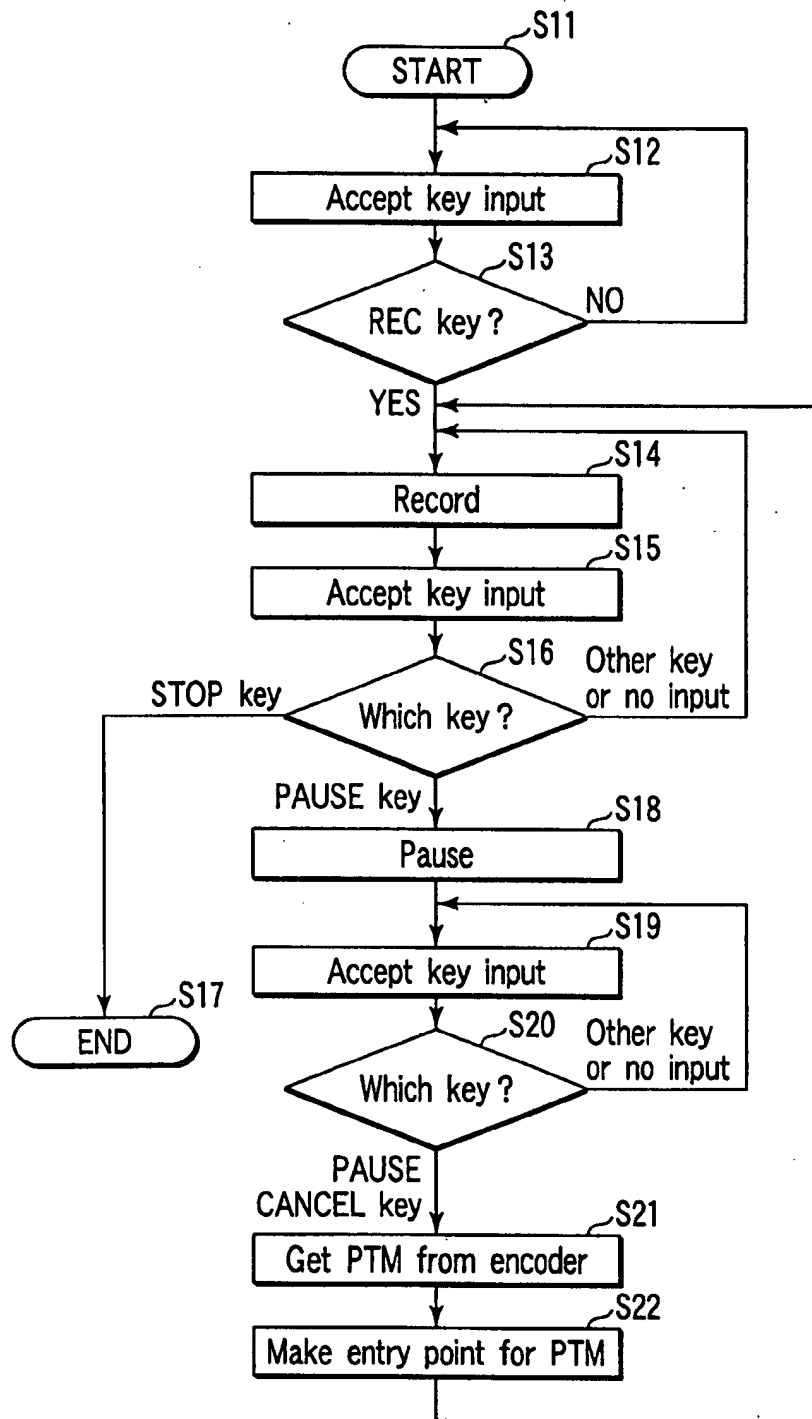 S11
START
S12
Accept key input
S13
REC key?
NO
YES
S14
Record
S15
Accept key input
S16
Other key
or no input
STOP key
Which key?
PAUSE key
S18
Pause
S19
Accept key input
S17
END
S20
Other key
or no input
Which key?
PAUSE
CANCEL key
S21
Get PTM from encoder
S22
Make entry point for PTM